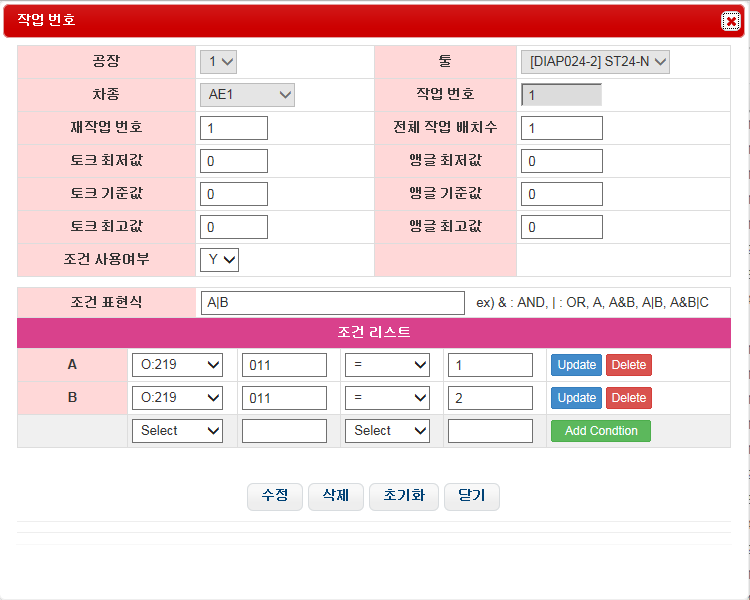 작업 번호
공장 1 툴 [DIAP024-2] ST24-N
차종 AE1 작업 번호 1
재작업 번호 1 전체 작업 배치수 1
토크 최저값 0 앵글 최저값 0
토크 기준값 0 앵글 기준값 0
토크 최고값 0 앵글 최고값 0
조건 사용여부 Y
조건 표현식 A|B ex) & : AND, | : OR, A, A&B, A|B, A&B|C
조건 리스트
A O:219 011 = 1 Update Delete
B O:219 011 = 2 Update Delete
Select Select Add Condtion
수정 삭제 초기화 닫기